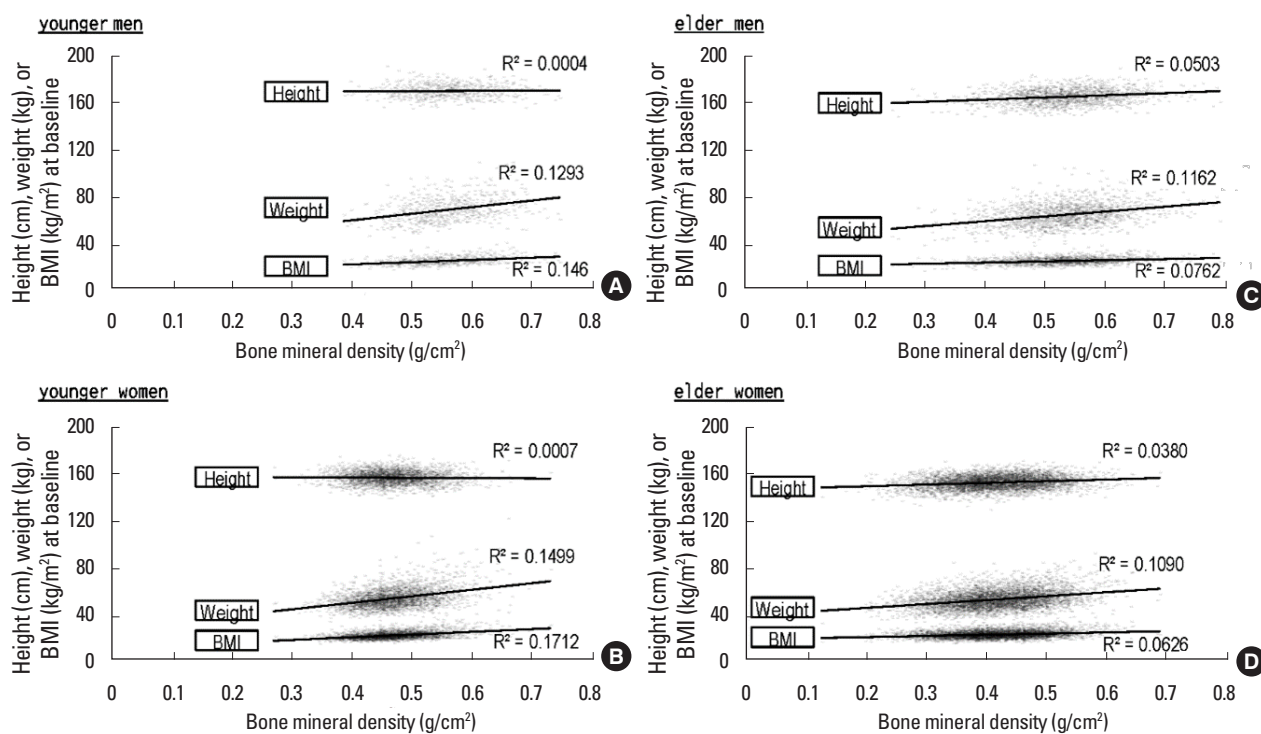 younger men
Height (cm), weight (kg), or
BMI (kg/m²) at baseline
200
160
120
80
40
0
0 0.1 0.2 0.3 0.4 0.5 0.6 0.7 0.8
Bone mineral density (g/cm²)
Height
Weight
BMI
R² = 0.0004
R² = 0.1293
R² = 0.146
A
elder men
Height (cm), weight (kg), or
BMI (kg/m²) at baseline
200
160
120
80
40
0
0 0.1 0.2 0.3 0.4 0.5 0.6 0.7 0.8
Bone mineral density (g/cm²)
Height
Weight
BMI
R² = 0.0503
R² = 0.1162
R² = 0.0762
C
younger women
Height (cm), weight (kg), or
BMI (kg/m²) at baseline
200
160
120
80
40
0
0 0.1 0.2 0.3 0.4 0.5 0.6 0.7 0.8
Bone mineral density (g/cm²)
Height
Weight
BMI
R² = 0.0007
R² = 0.1499
R² = 0.1712
B
elder women
Height (cm), weight (kg), or
BMI (kg/m²) at baseline
200
160
120
80
40
0
0 0.1 0.2 0.3 0.4 0.5 0.6 0.7 0.8
Bone mineral density (g/cm²)
Height
Weight
BMI
R² = 0.0380
R² = 0.1090
R² = 0.0626
D